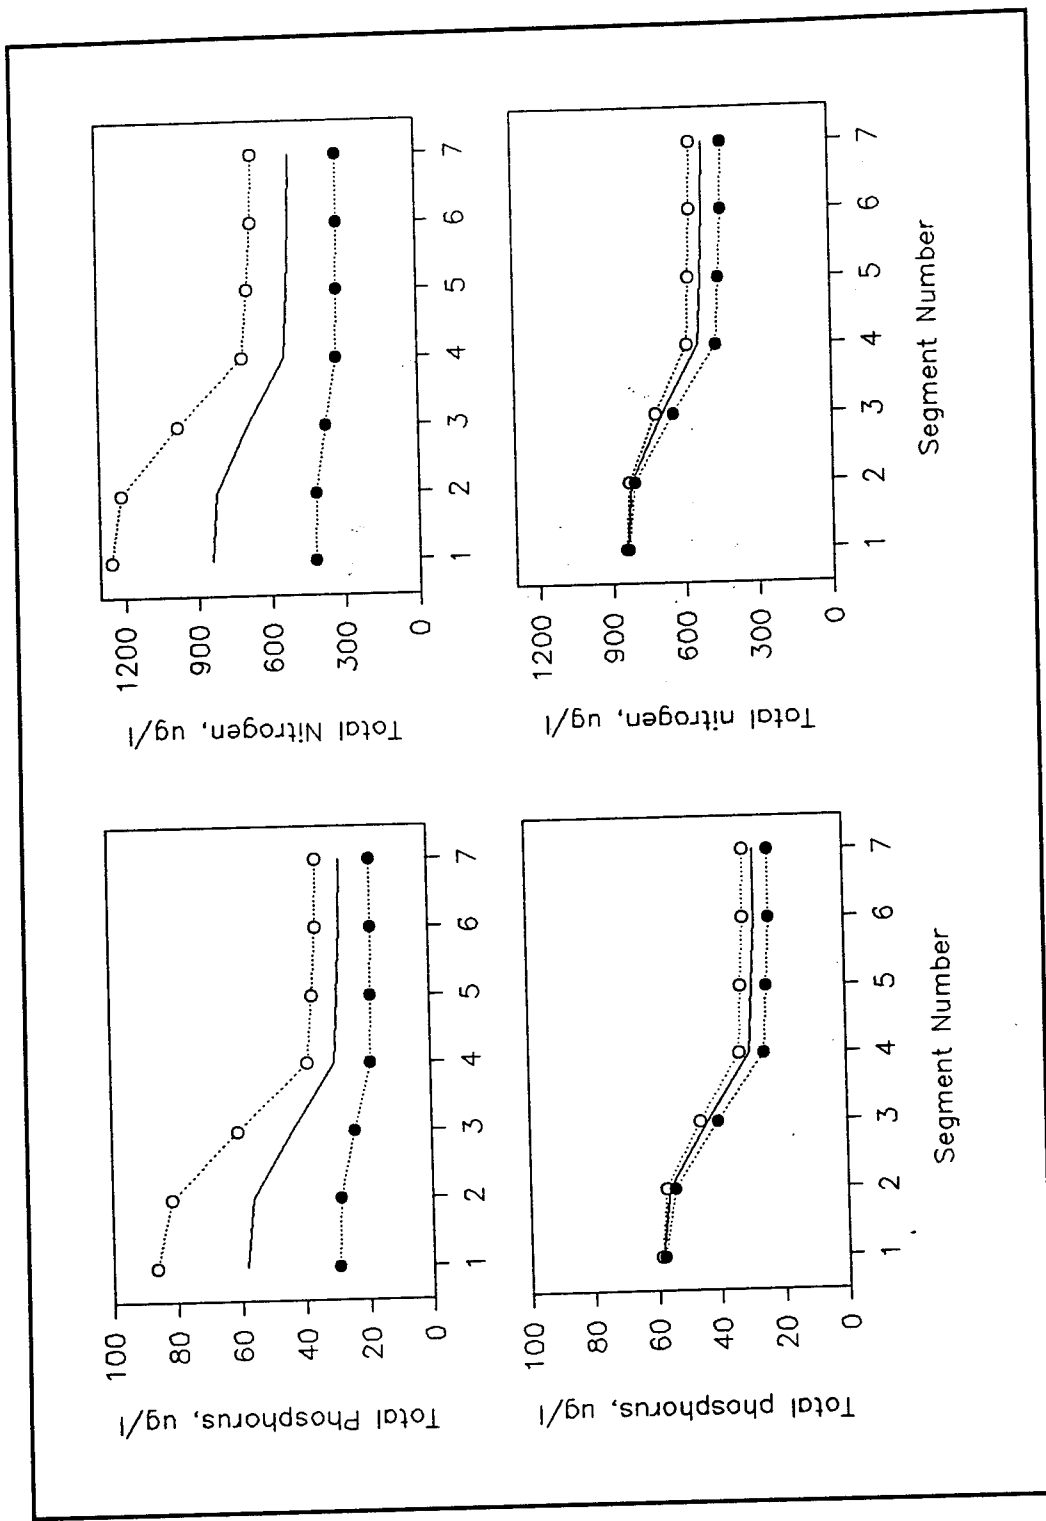 Total Phosphorus, ug/l
100
80
60
40
20
0
1 2 3 4 5 6 7
Total Nitrogen, ug/l
1200
900
600
300
0
1 2 3 4 5 6 7
Total phosphorus, ug/l
100
80
60
40
20
0
1 2 3 4 5 6 7
Segment Number
Total nitrogen, ug/l
1200
900
600
300
0
1 2 3 4 5 6 7
Segment Number